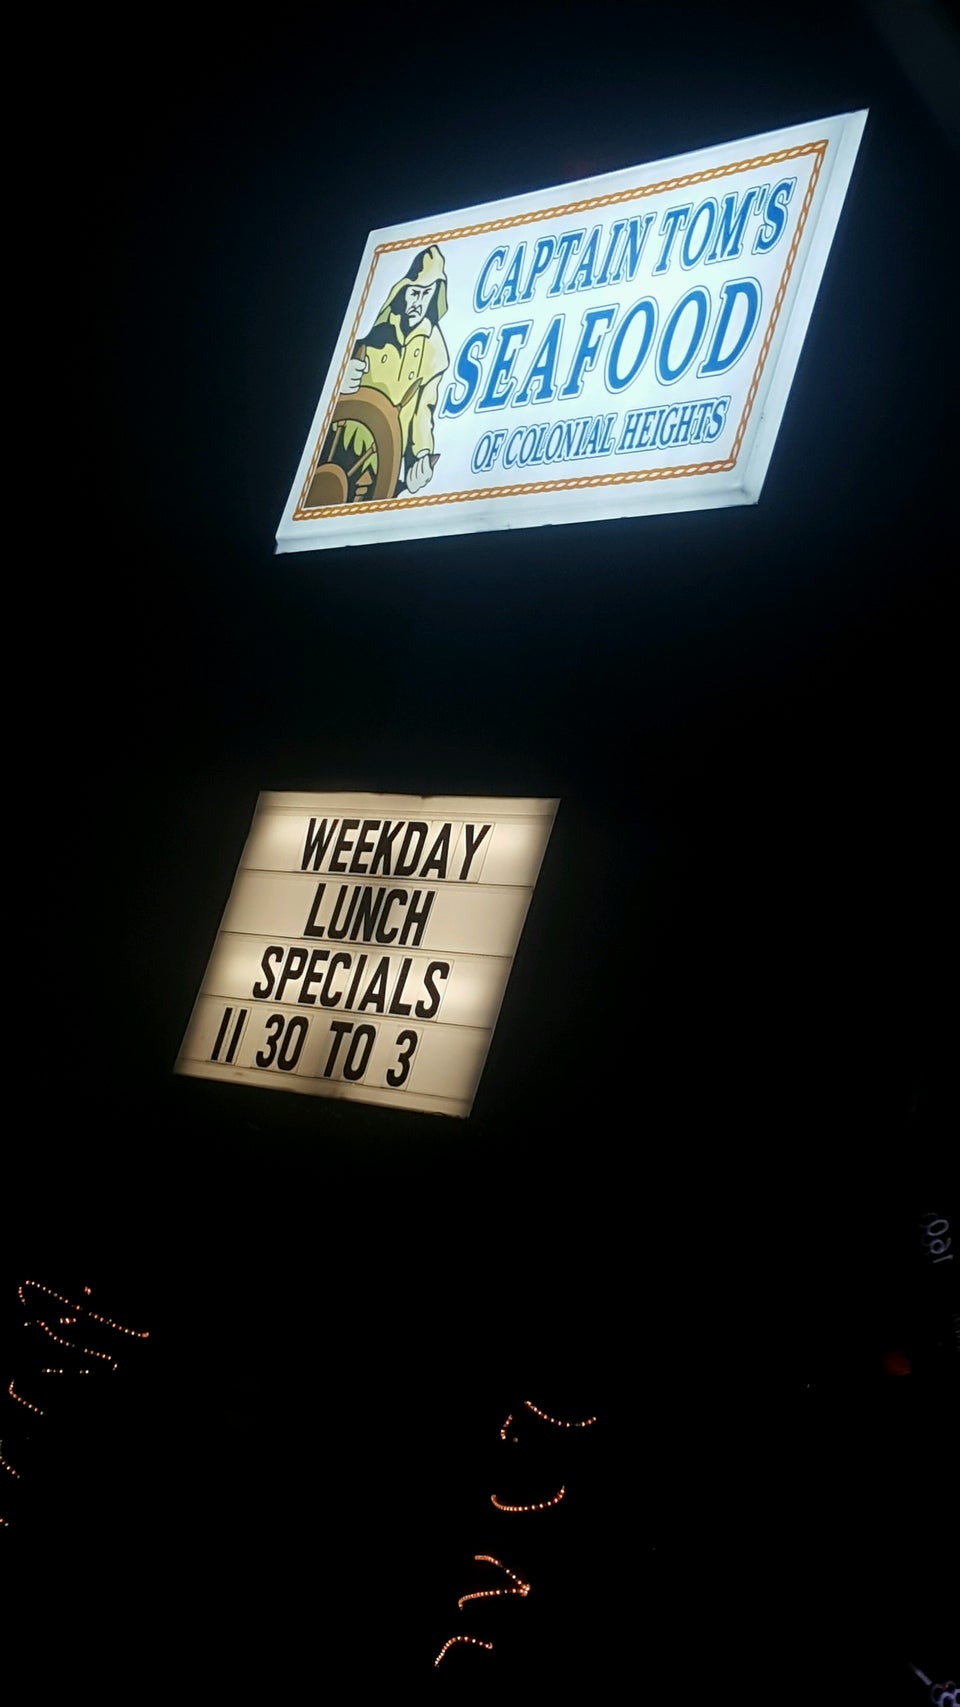 CAPTAIN TOM'S
SEAFOOD
OF COLONIAL HEIGHTS
WEEKDAY
LUNCH
SPECIALS
11 30 TO 3